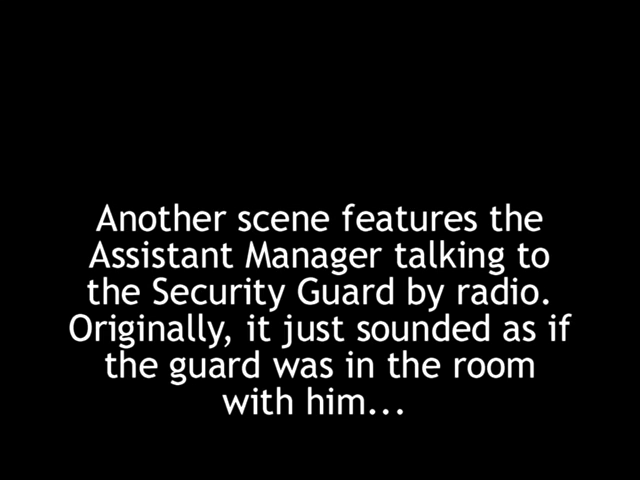 Another scene features the
Assistant Manager talking to
the Security Guard by radio.
Originally, it just sounded as if
the guard was in the room
with him...